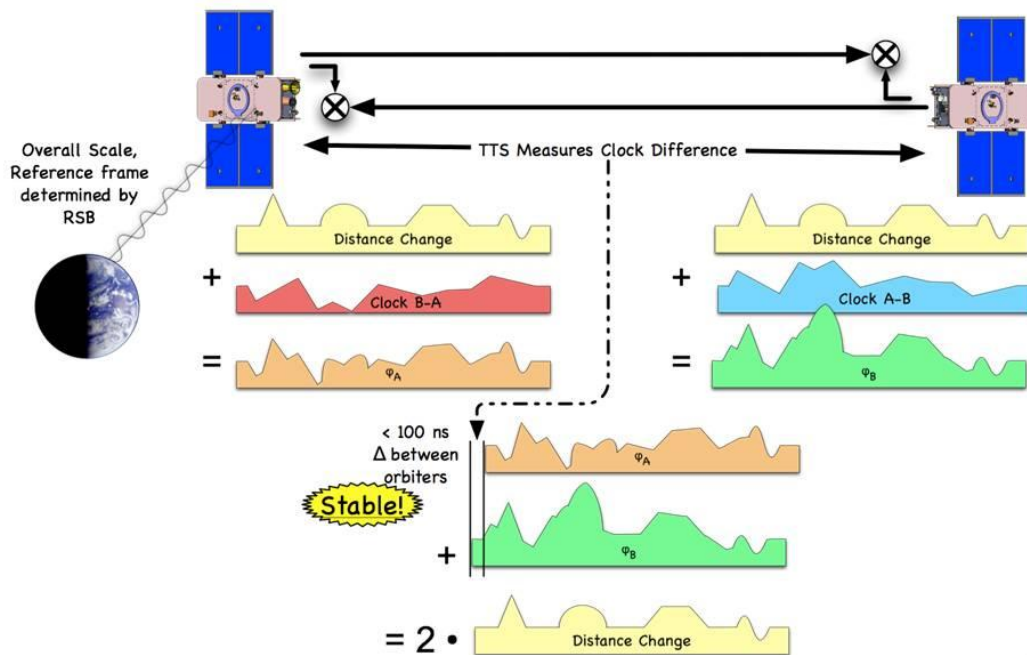 TTS Measures Clock Difference
Overall Scale,
Reference frame
determined by
RSB
Distance Change
Distance Change
+
Clock B-A
+
Clock A-B
=
φA
=
φB
< 100 ns
Δ between
orbiters
φA
Stable!
+
φB
= 2 •
Distance Change